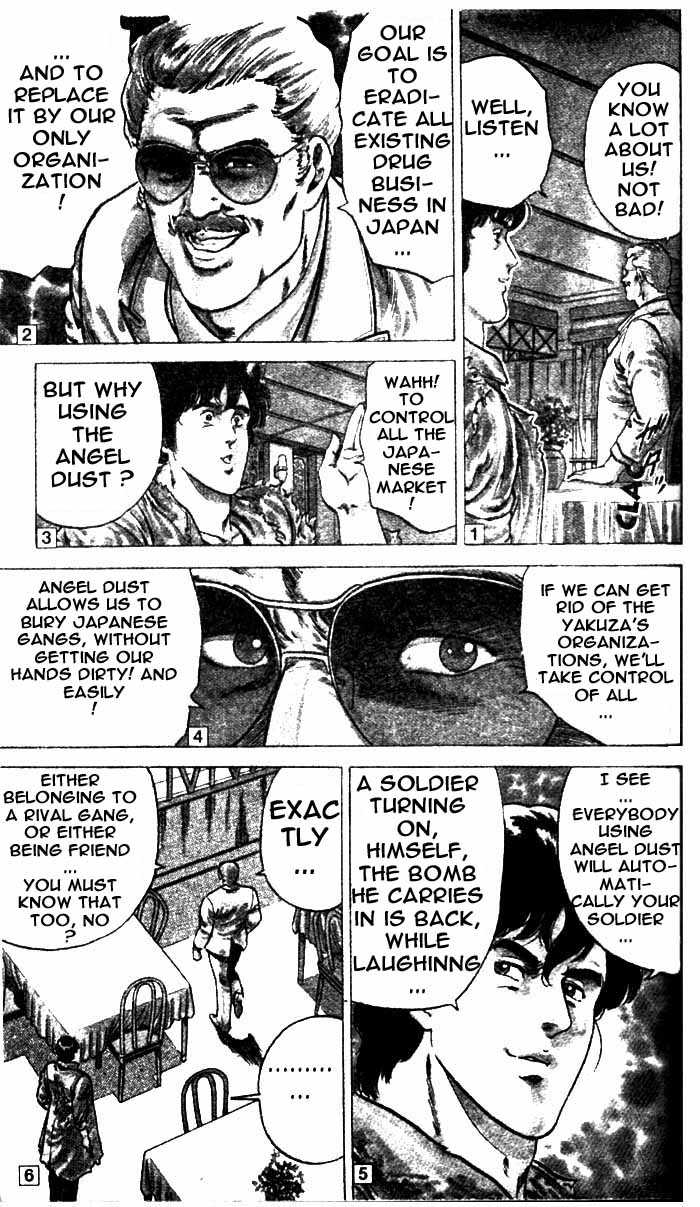 YOU
KNOW
A LOT
ABOUT
US!
NOT
BAD!
WELL,
LISTEN
...
CLAC
1
OUR
GOAL IS
TO
ERADI-
CATE ALL
EXISTING
DRUG
BUSI-
NESS IN
JAPAN
...
...
AND TO
REPLACE
IT BY OUR
ONLY
ORGANI-
ZATION
!
2
WAHH!
TO
CONTROL
ALL THE
JAPA-
NESE
MARKET
!
BUT WHY
USING
THE
ANGEL
DUST ?
3
IF WE CAN GET
RID OF THE
YAKUZA'S
ORGANIZA-
TIONS, WE'LL
TAKE CONTROL
OF ALL
...
ANGEL DUST
ALLOWS US TO
BURY JAPANESE
GANGS, WITHOUT
GETTING OUR
HANDS DIRTY! AND
EASILY
!
4
I SEE
...
EVERYBODY
USING
ANGEL DUST
WILL AUTO-
MATI-
CALLY YOUR
SOLDIER
...
A SOLDIER
TURNING
ON,
HIMSELF,
THE BOMB
HE CARRIES
IN IS BACK,
WHILE
LAUGHINNG
...
5
EXAC
TLY
...
EITHER
BELONGING TO
A RIVAL GANG,
OR EITHER
BEING FRIEND
...
YOU MUST
KNOW THAT
TOO, NO
?
.........
...
6